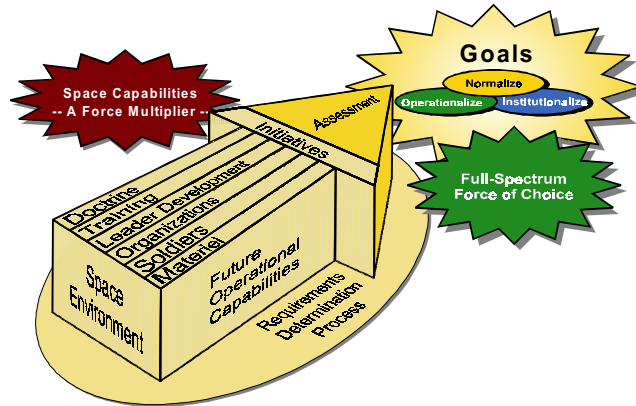 Goals
Normalize
Operationalize
Institutionalize
Space Capabilities
-- A Force Multiplier --
Assessment
Initiatives
Full-Spectrum
Force of Choice
Doctrine
Training
Leader Development
Organizations
Soldiers
Materiel
Space
Environment
Future
Operational
Capabilities
Requirements
Determination
Process